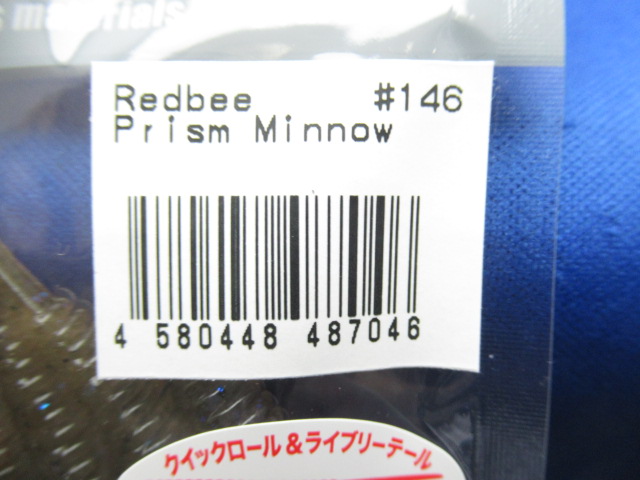 s materials
Redbee #146
Prism Minnow
4 580448 487046
クイックロール&ライブリーテール